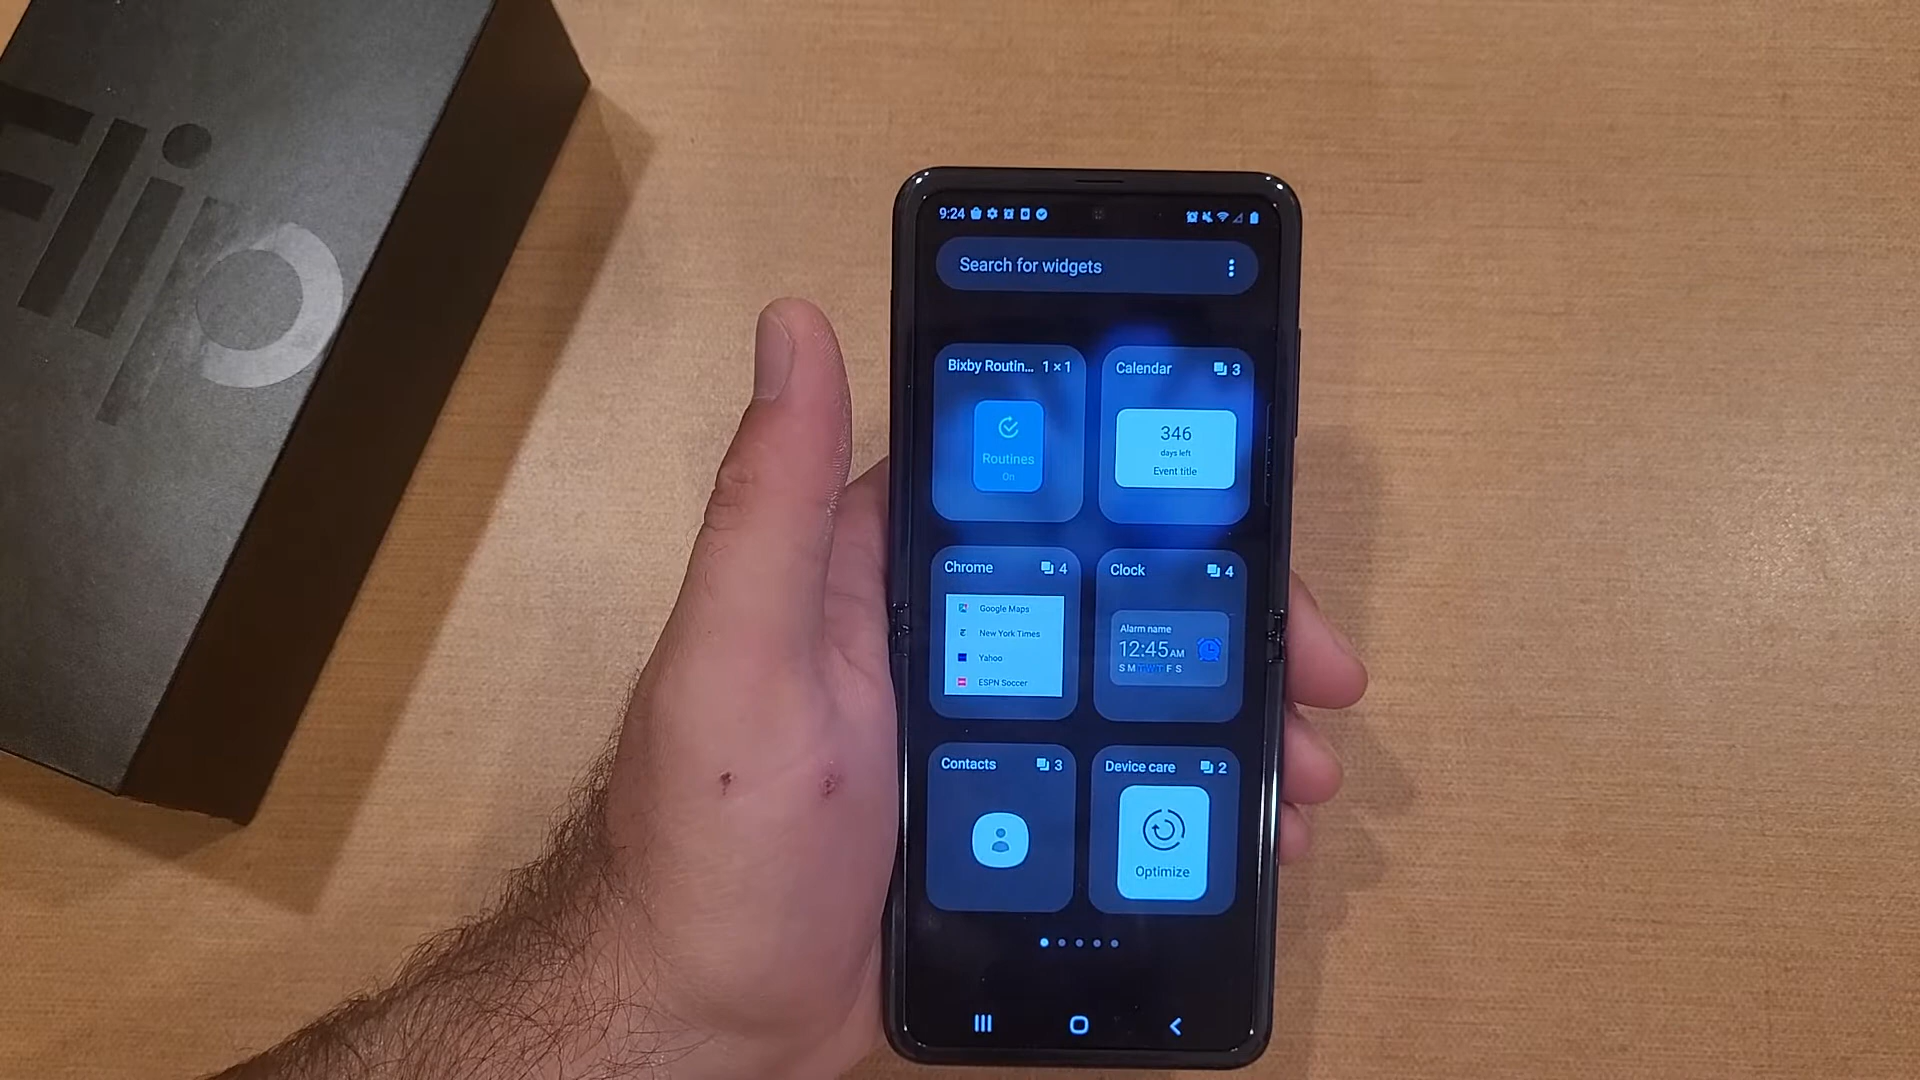 Flip
9:24
Search for widgets
Bixby Routin... 1 × 1
Routines
On
Calendar 3
346
days left
Event title
Chrome 4
Google Maps
New York Times
Yahoo
ESPN Soccer
Clock 4
Alarm name
12:45 AM
S M T W T F S
Contacts 3
Device care 2
Optimize